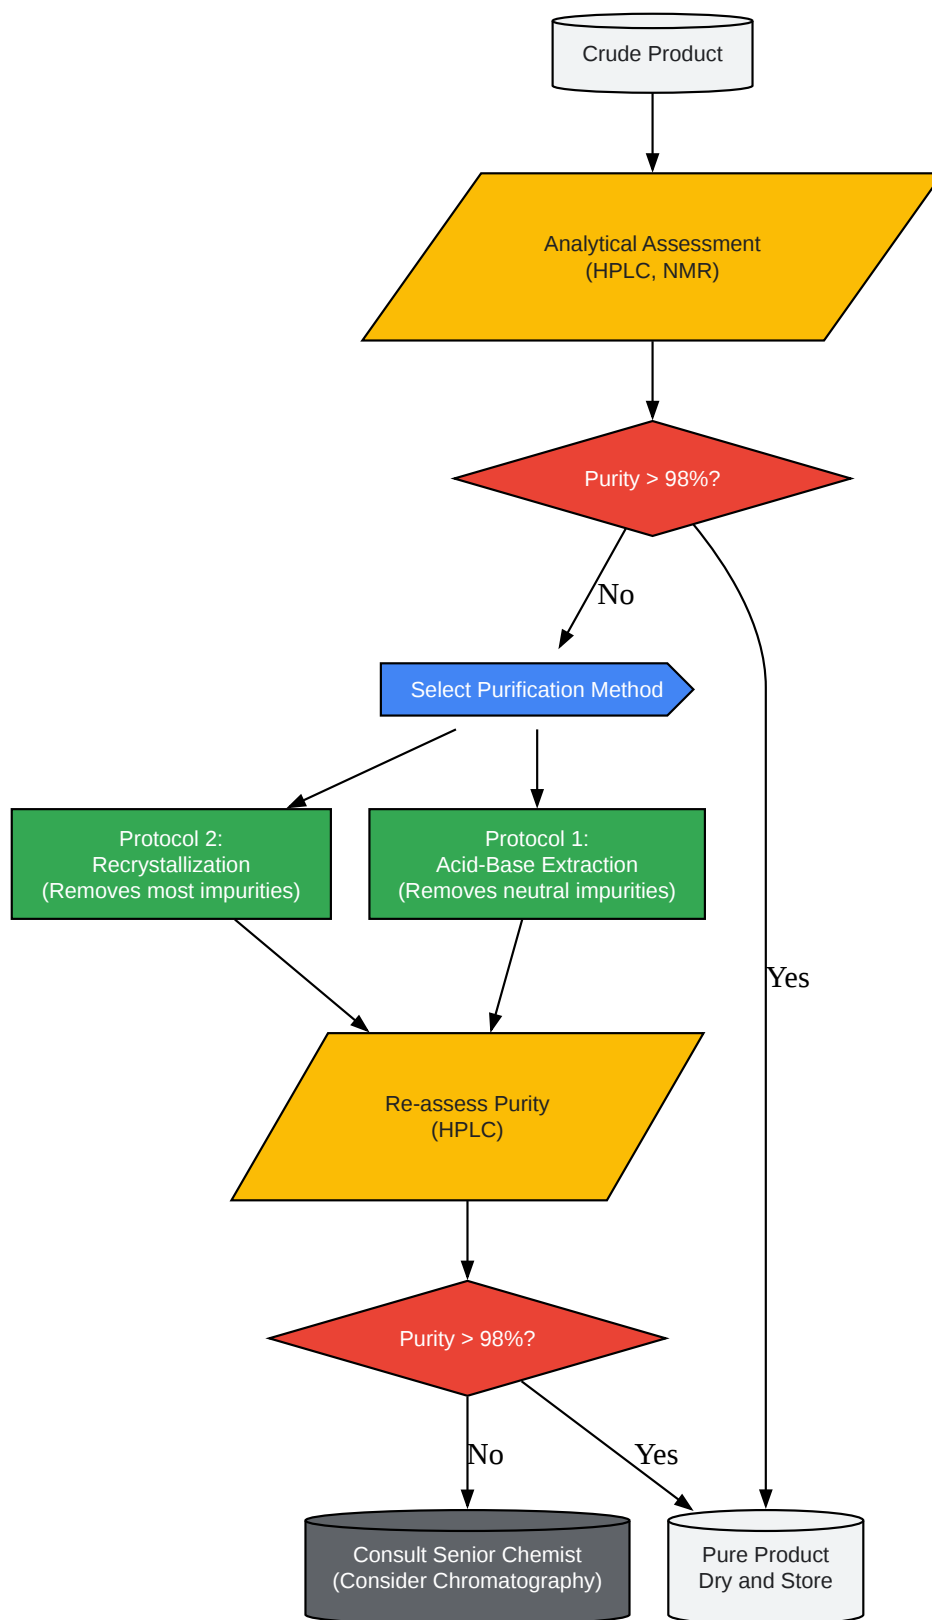 Crude Product
Analytical Assessment
(HPLC, NMR)
Purity > 98%?
No
Select Purification Method
Protocol 2:
Recrystallization
(Removes most impurities)
Protocol 1:
Acid-Base Extraction
(Removes neutral impurities)
Yes
Re-assess Purity
(HPLC)
Purity > 98%?
No
Yes
Consult Senior Chemist
(Consider Chromatography)
Pure Product
Dry and Store